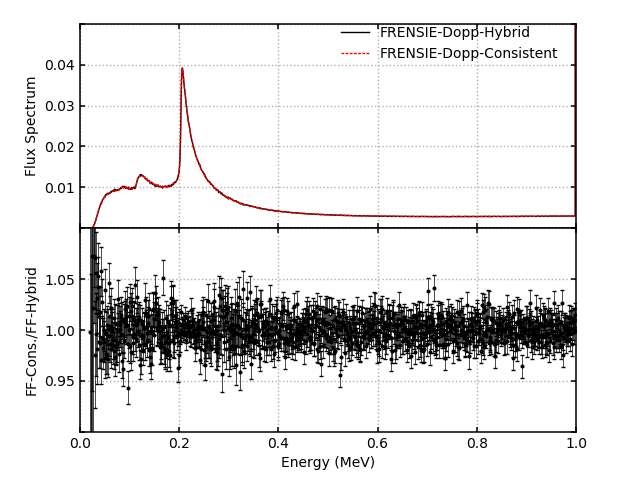 FRENSIE-Dopp-Hybrid
FRENSIE-Dopp-Consistent
0.04
0.03
0.02
0.01
Flux Spectrum
1.05
1.00
0.95
FF-Cons./FF-Hybrid
0.0 0.2 0.4 0.6 0.8 1.0
Energy (MeV)